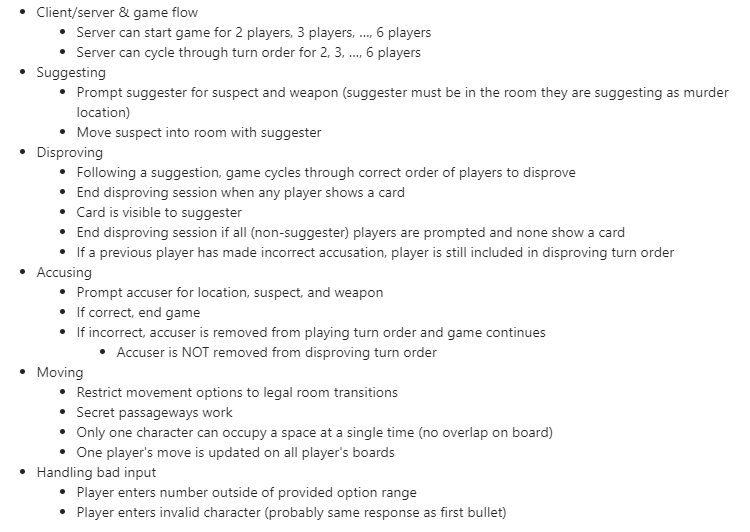 Client/server & game flow
Server can start game for 2 players, 3 players, ..., 6 players
Server can cycle through turn order for 2, 3, ..., 6 players
Suggesting
Prompt suggester for suspect and weapon (suggester must be in the room they are suggesting as murder
location)
Move suspect into room with suggester
Disproving
Following a suggestion, game cycles through correct order of players to disprove
End disproving session when any player shows a card
Card is visible to suggester
End disproving session if all (non-suggester) players are prompted and none show a card
If a previous player has made incorrect accusation, player is still included in disproving turn order
Accusing
Prompt accuser for location, suspect, and weapon
If correct, end game
If incorrect, accuser is removed from playing turn order and game continues
Accuser is NOT removed from disproving turn order
Moving
Restrict movement options to legal room transitions
Secret passageways work
Only one character can occupy a space at a single time (no overlap on board)
One player's move is updated on all player's boards
Handling bad input
Player enters number outside of provided option range
Player enters invalid character (probably same response as first bullet)